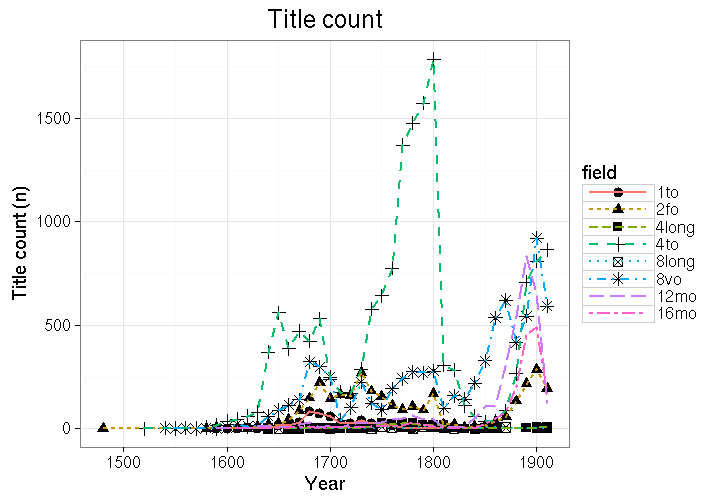 Title count
Title count (n)
1500
1000
500
0
1500
1600
1700
1800
1900
Year
field
1to
2fo
4long
4to
8long
8vo
12mo
16mo